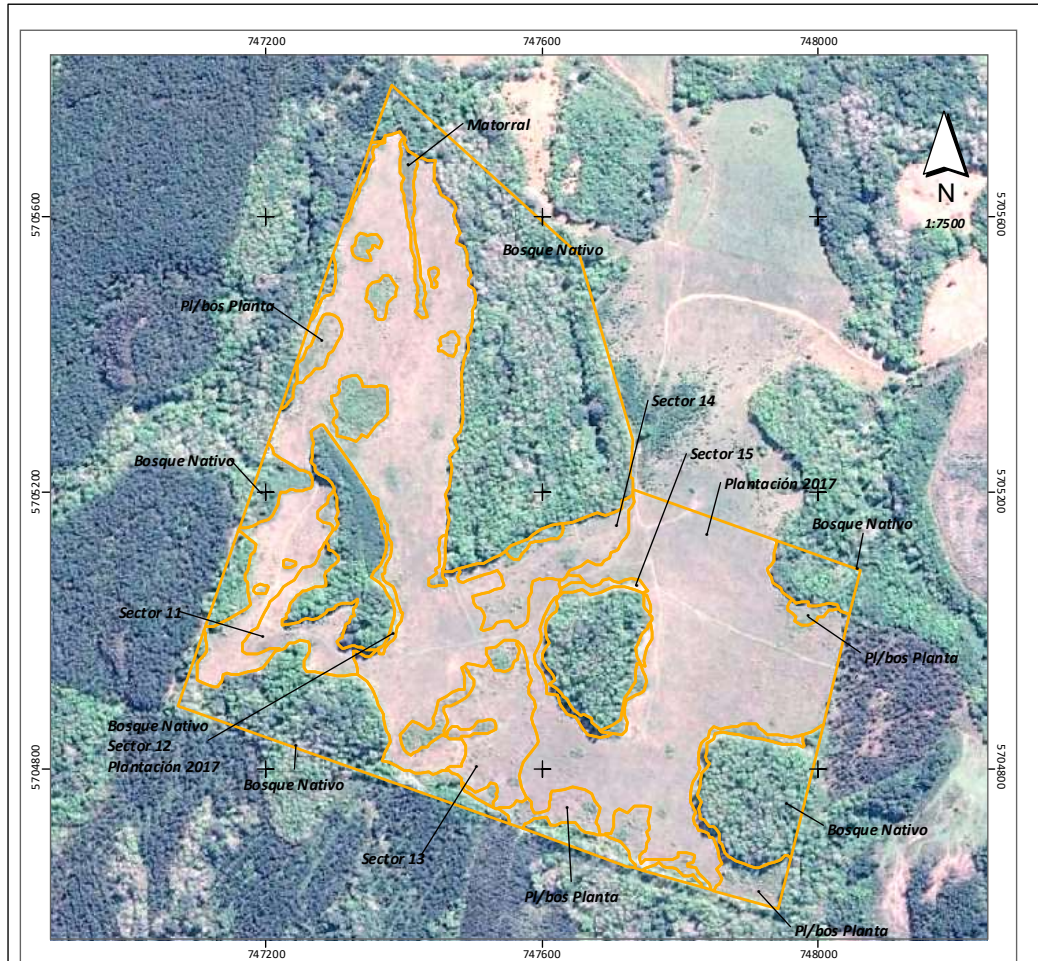 747200
747600
748000
Matorral
N
1:7500
5705600
5705600
Bosque Nativo
Pl/bos Planta
Sector 14
Sector 15
Bosque Nativo
Plantación 2017
5705200
5705200
Bosque Nativo
Sector 11
Pl/bos Planta
Bosque Nativo
Sector 12
Plantación 2017
Bosque Nativo
5704800
5704800
Bosque Nativo
Sector 13
Pl/bos Planta
Pl/bos Planta
747200
747600
748000